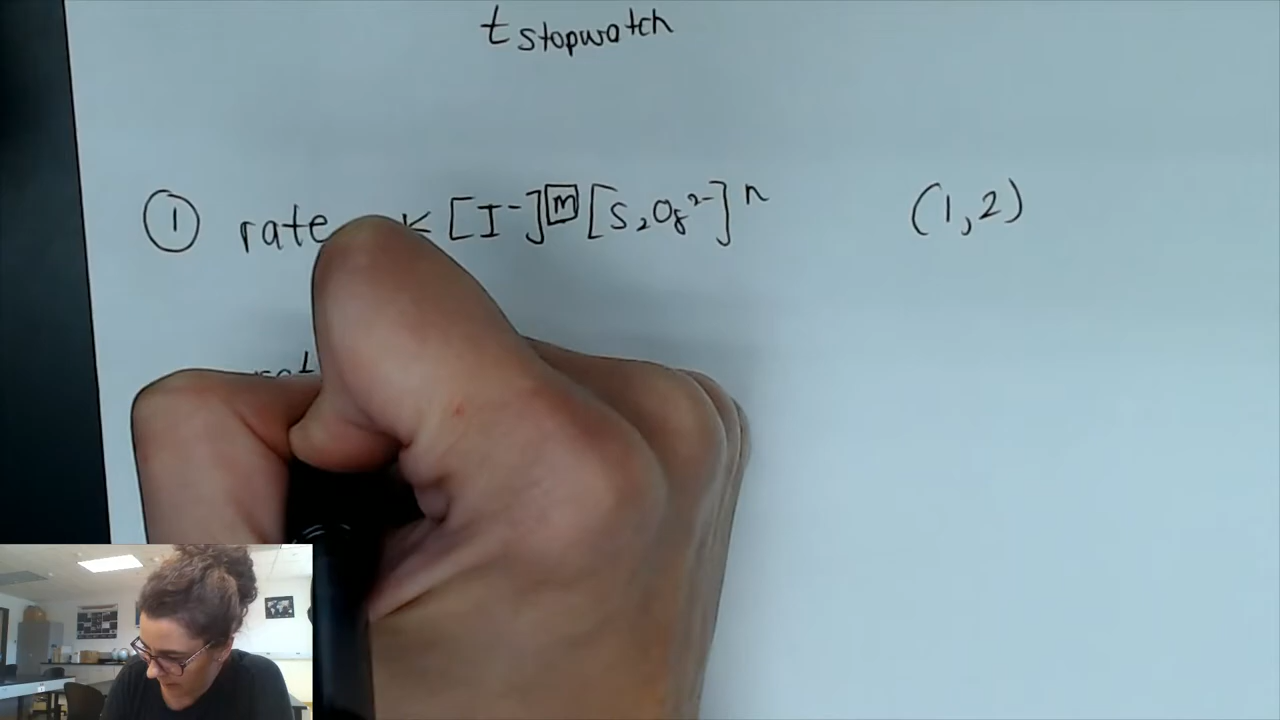 t stopwatch
① rate k [I⁻]ᵐ [S₂O₈²⁻]ⁿ (1,2)